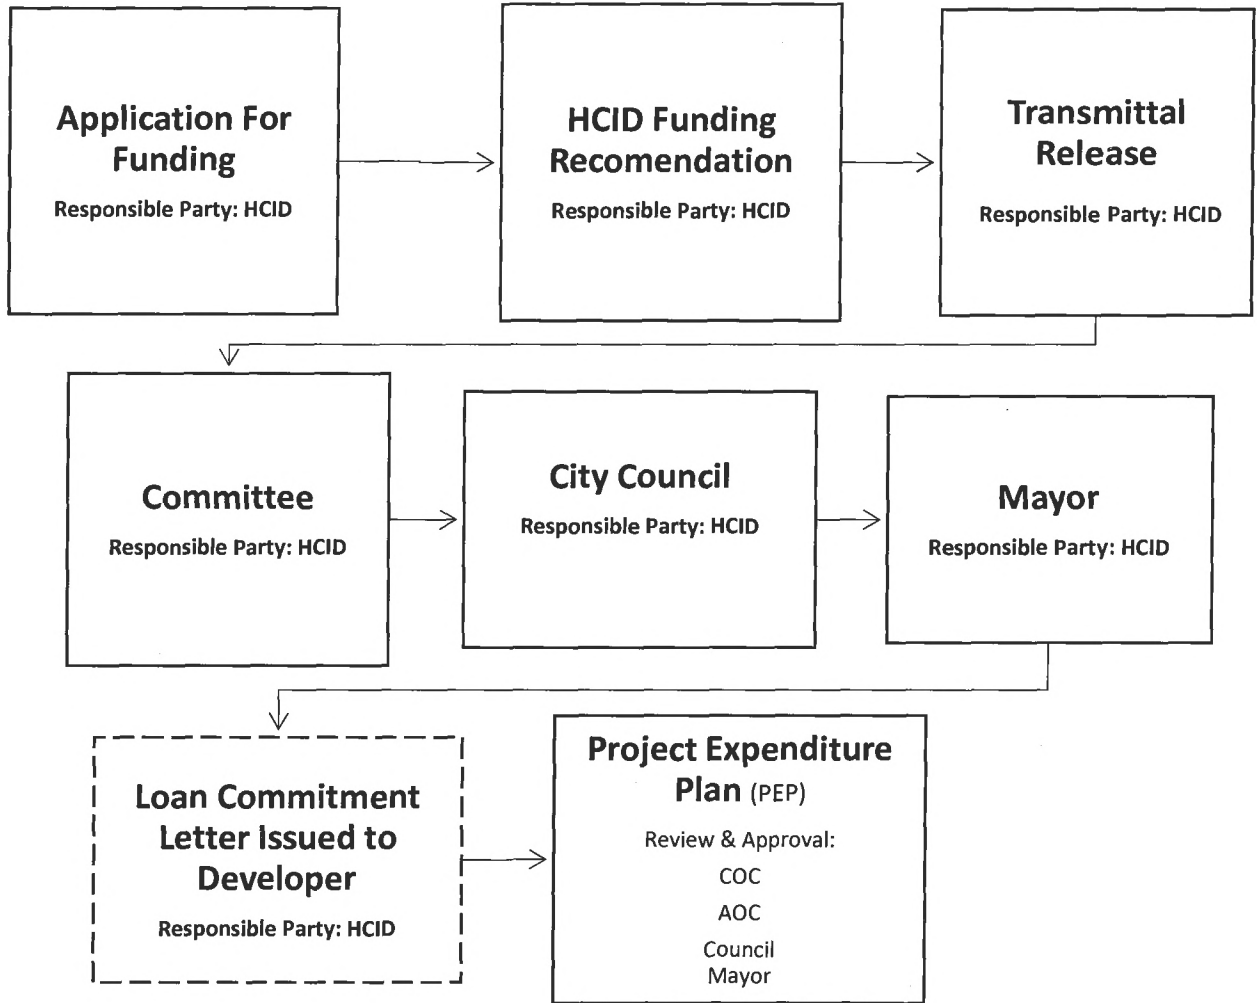 Application For
Funding
Responsible Party: HCID
HCID Funding
Recomendation
Responsible Party: HCID
Transmittal
Release
Responsible Party: HCID
Committee
Responsible Party: HCID
City Council
Responsible Party: HCID
Mayor
Responsible Party: HCID
Loan Commitment
Letter Issued to
Developer
Responsible Party: HCID
Project Expenditure
Plan (PEP)
Review & Approval:
COC
AOC
Council
Mayor